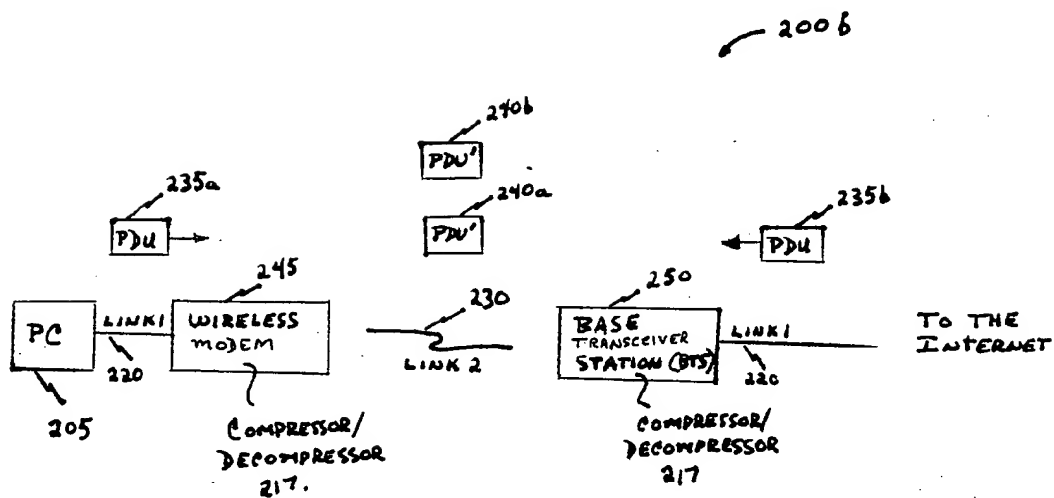 200b
240b
PDU'
235a
240a
235b
PDU
PDU'
PDU
245
230
250
PC
LINK1
WIRELESS
MODEM
LINK 2
BASE
TRANSCEIVER
STATION (BTS)
LINK1
TO THE
INTERNET
220
220
205
COMPRESSOR/
DECOMPRESSOR
217.
COMPRESSOR/
DECOMPRESSOR
217